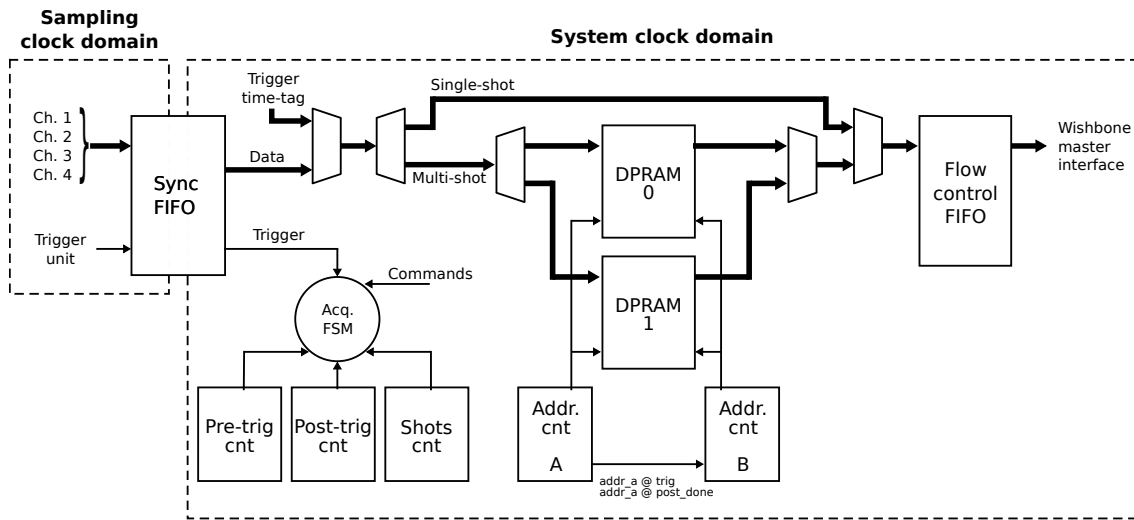 Sampling
clock domain
System clock domain
Trigger
time-tag
Single-shot
Ch. 1
Ch. 2
Ch. 3
Ch. 4
Sync
FIFO
Data
Multi-shot
DPRAM
0
Flow
control
FIFO
Wishbone
master
interface
Trigger
unit
Trigger
Commands
Acq.
FSM
DPRAM
1
Pre-trig
cnt
Post-trig
cnt
Shots
cnt
Addr.
cnt
A
Addr.
cnt
B
addr_a @ trig
addr_a @ post_done